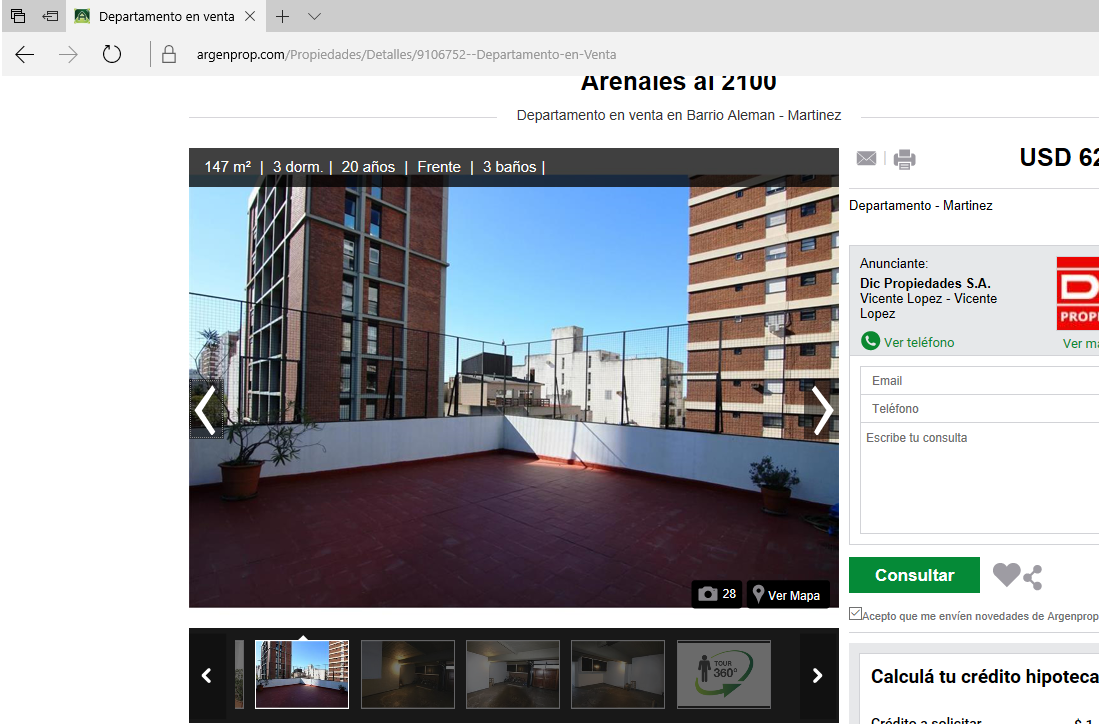 Departamento en venta
argenprop.com/Propiedades/Detalles/9106752--Departamento-en-Venta
Arenales al 2100
Departamento en venta en Barrio Aleman - Martinez
147 m² | 3 dorm. | 20 años | Frente | 3 baños |
USD 62
Departamento - Martinez
Anunciante:
Dic Propiedades S.A.
Vicente Lopez - Vicente
Lopez
Ver teléfono
D
PROPI
Ver ma
Email
Teléfono
Escribe tu consulta
28
Ver Mapa
Consultar
Acepto que me envíen novedades de Argenprop
TOUR
360°
Calculá tu crédito hipoteca
Crédito a solicitar
$ 1